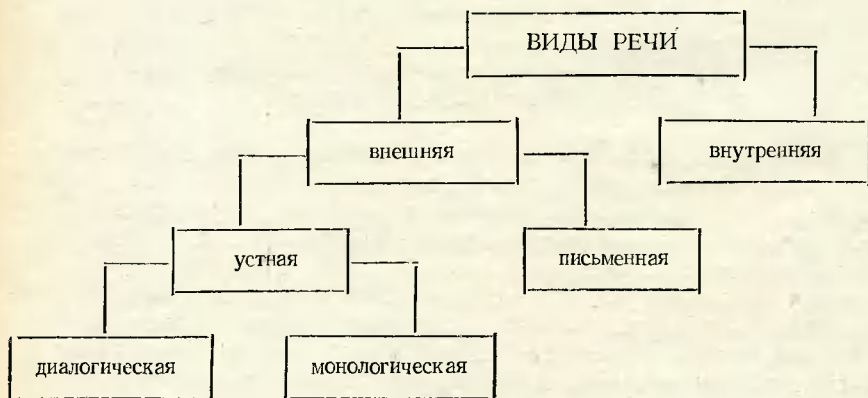 ВИДЫ РЕЧИ
внешняя
внутренняя
устная
письменная
диалогическая
монологическая